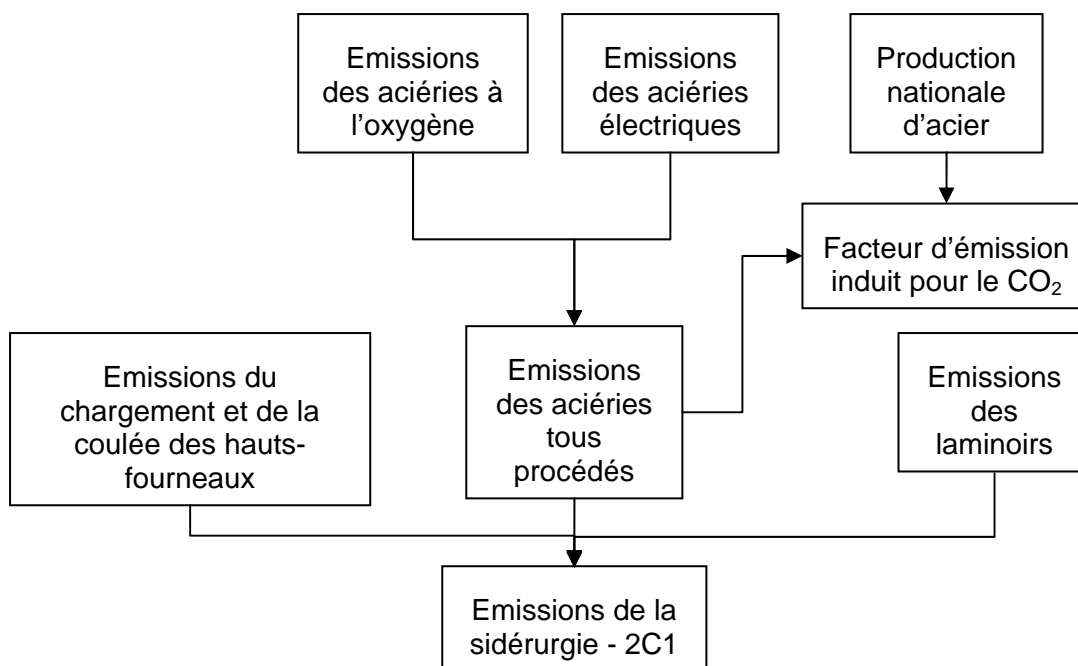 Emissions
des aciéries à
l’oxygène
Emissions
des aciéries
électriques
Production
nationale
d’acier
Facteur d’émission
induit pour le CO₂
Emissions du
chargement et de la
coulée des hauts-
fourneaux
Emissions
des aciéries
tous
procédés
Emissions
des
laminoirs
Emissions de la
sidérurgie - 2C1